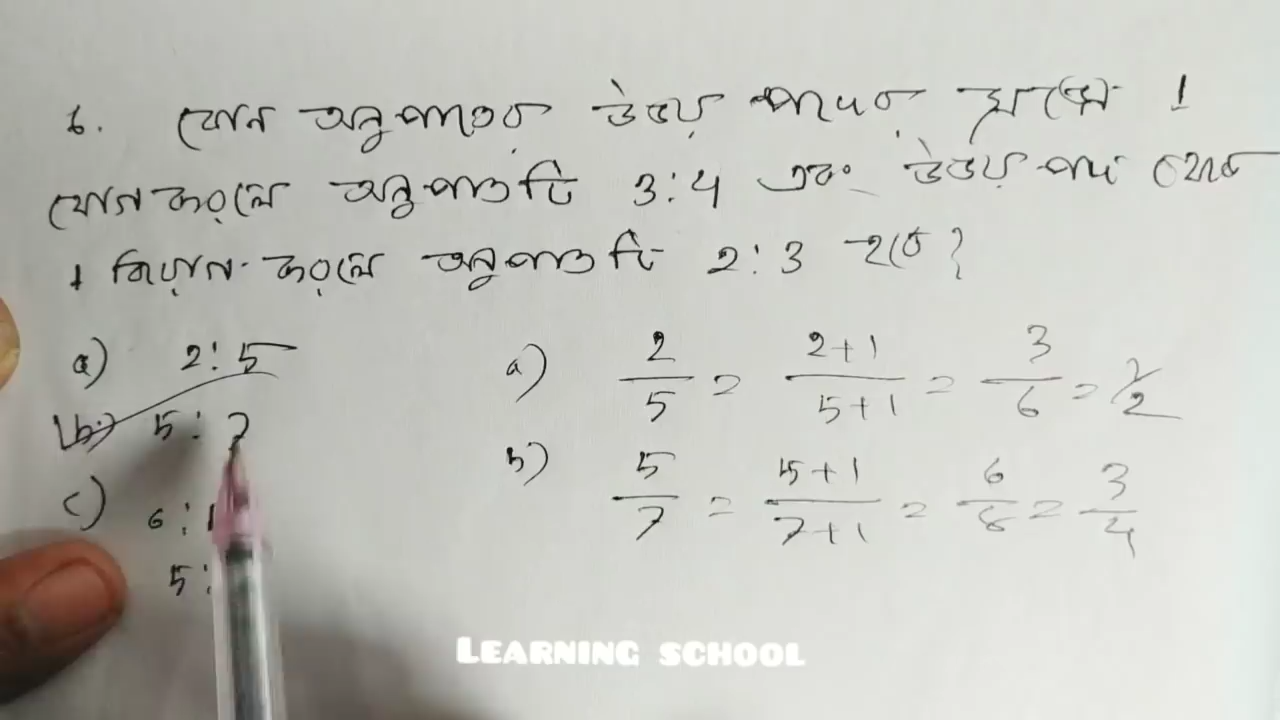 6. কোন অনুপাতের উভয় পদের সঙ্গে 1
যোগ করলে অনুপাতটি 3:4 এবং উভয় পদ থেকে
1 বিয়োগ করলে অনুপাতটি 2:3 হবে?
a) 2:5
b) 5:7
c) 6:
5:
a) 2/5 = 2+1/5+1 = 3/6 = 1/2
b) 5/7 = 5+1/7+1 = 6/8 = 3/4
LEARNING SCHOOL